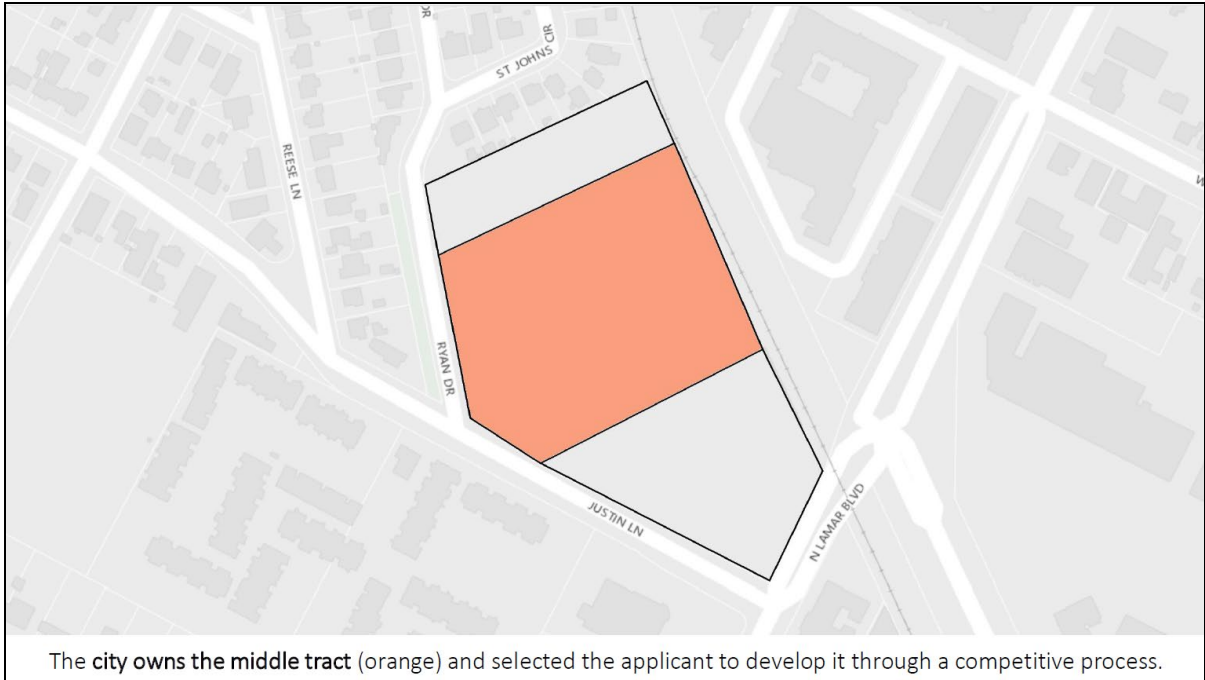 DR
ST JOHNS
CIR
REESE LN
W
RYAN DR
JUSTIN LN
N LAMAR BLVD
The city owns the middle tract (orange) and selected the applicant to develop it through a competitive process.